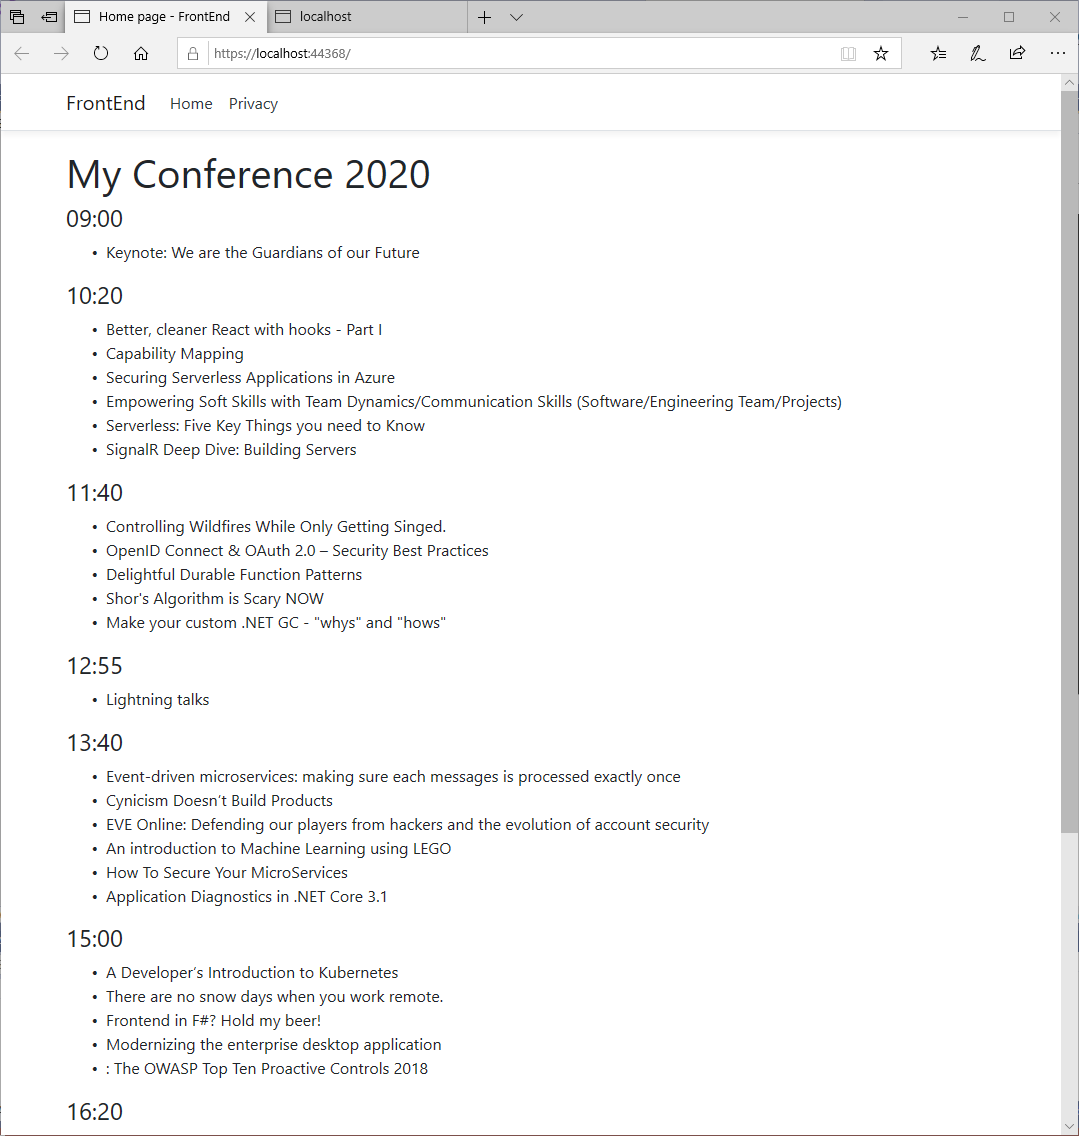 Home page - FrontEnd
localhost
https://localhost:44368/
FrontEnd Home Privacy
My Conference 2020
09:00
• Keynote: We are the Guardians of our Future
10:20
• Better, cleaner React with hooks - Part I
• Capability Mapping
• Securing Serverless Applications in Azure
• Empowering Soft Skills with Team Dynamics/Communication Skills (Software/Engineering Team/Projects)
• Serverless: Five Key Things you need to Know
• SignalR Deep Dive: Building Servers
11:40
• Controlling Wildfires While Only Getting Singed.
• OpenID Connect & OAuth 2.0 – Security Best Practices
• Delightful Durable Function Patterns
• Shor's Algorithm is Scary NOW
• Make your custom .NET GC - "whys" and "hows"
12:55
• Lightning talks
13:40
• Event-driven microservices: making sure each messages is processed exactly once
• Cynicism Doesn’t Build Products
• EVE Online: Defending our players from hackers and the evolution of account security
• An introduction to Machine Learning using LEGO
• How To Secure Your MicroServices
• Application Diagnostics in .NET Core 3.1
15:00
• A Developer’s Introduction to Kubernetes
• There are no snow days when you work remote.
• Frontend in F#? Hold my beer!
• Modernizing the enterprise desktop application
• : The OWASP Top Ten Proactive Controls 2018
16:20